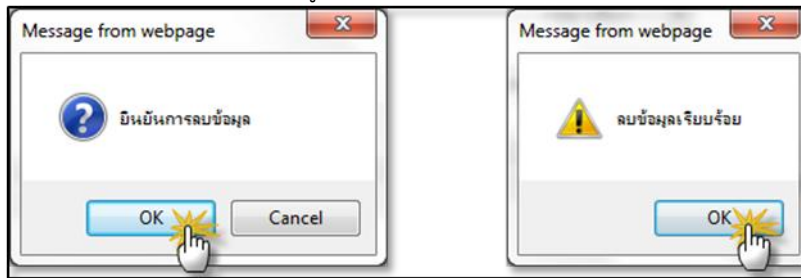 Message from webpage
ยืนยันการลบข้อมูล
OK
Cancel
Message from webpage
ลบข้อมูลเรียบร้อย
OK